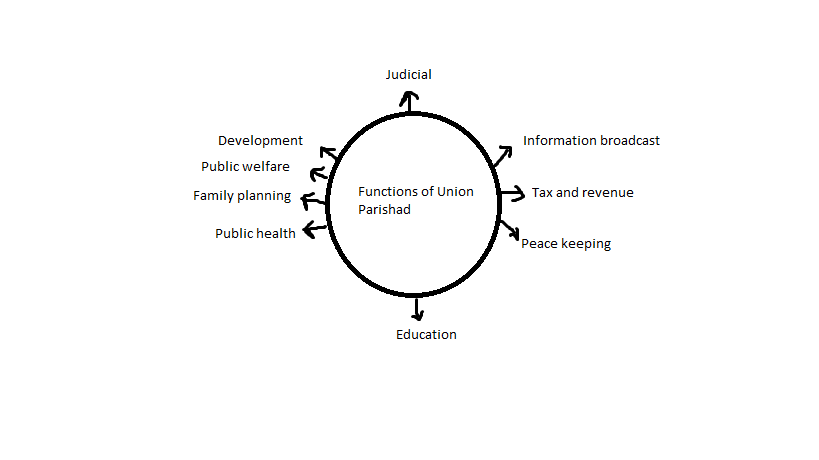 Judicial
Development
Information broadcast
Public welfare
Family planning
Functions of Union
Parishad
Tax and revenue
Public health
Peace keeping
Education